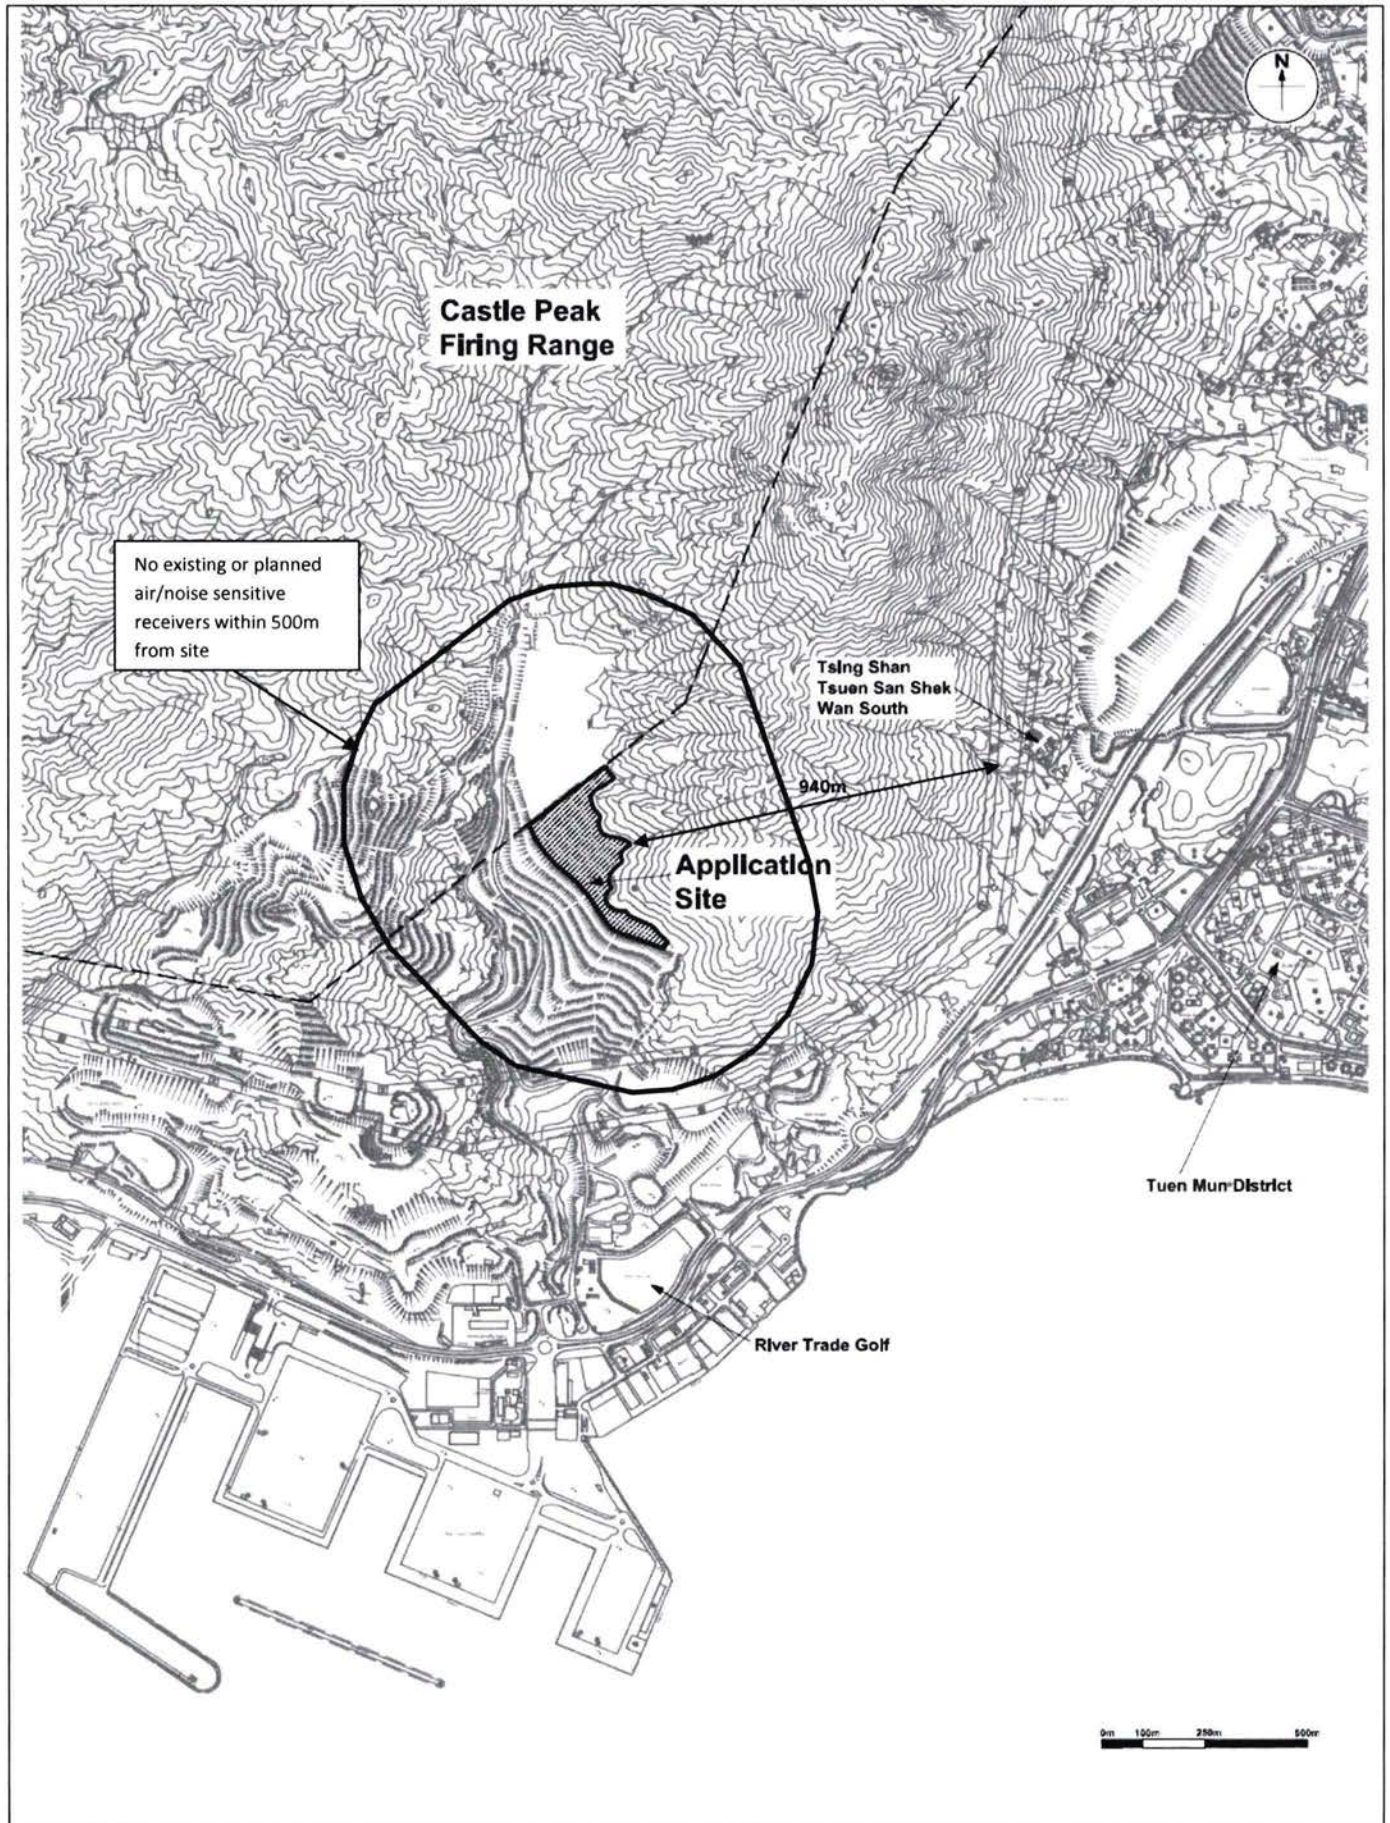 N
Castle Peak
Firing Range
No existing or planned
air/noise sensitive
receivers within 500m
from site
Tsing Shan
Tsuen San Shek
Wan South
940m
Application
Site
Tuen Mun District
River Trade Golf
0m 100m 250m 500m